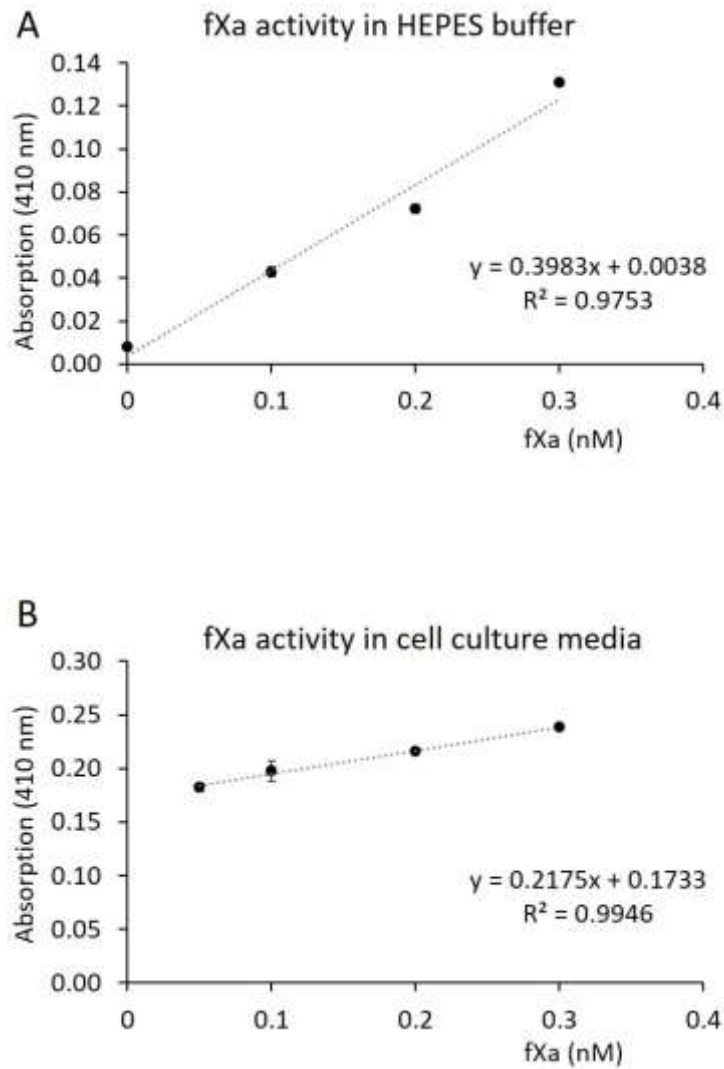 A
fXa activity in HEPES buffer
Absorption (410 nm)
0.14
0.12
0.10
0.08
0.06
0.04
0.02
0.00
y = 0.3983x + 0.0038
R² = 0.9753
0 0.1 0.2 0.3 0.4
fXa (nM)
B
fXa activity in cell culture media
Absorption (410 nm)
0.30
0.25
0.20
0.15
0.10
0.05
0.00
y = 0.2175x + 0.1733
R² = 0.9946
0 0.1 0.2 0.3 0.4
fXa (nM)